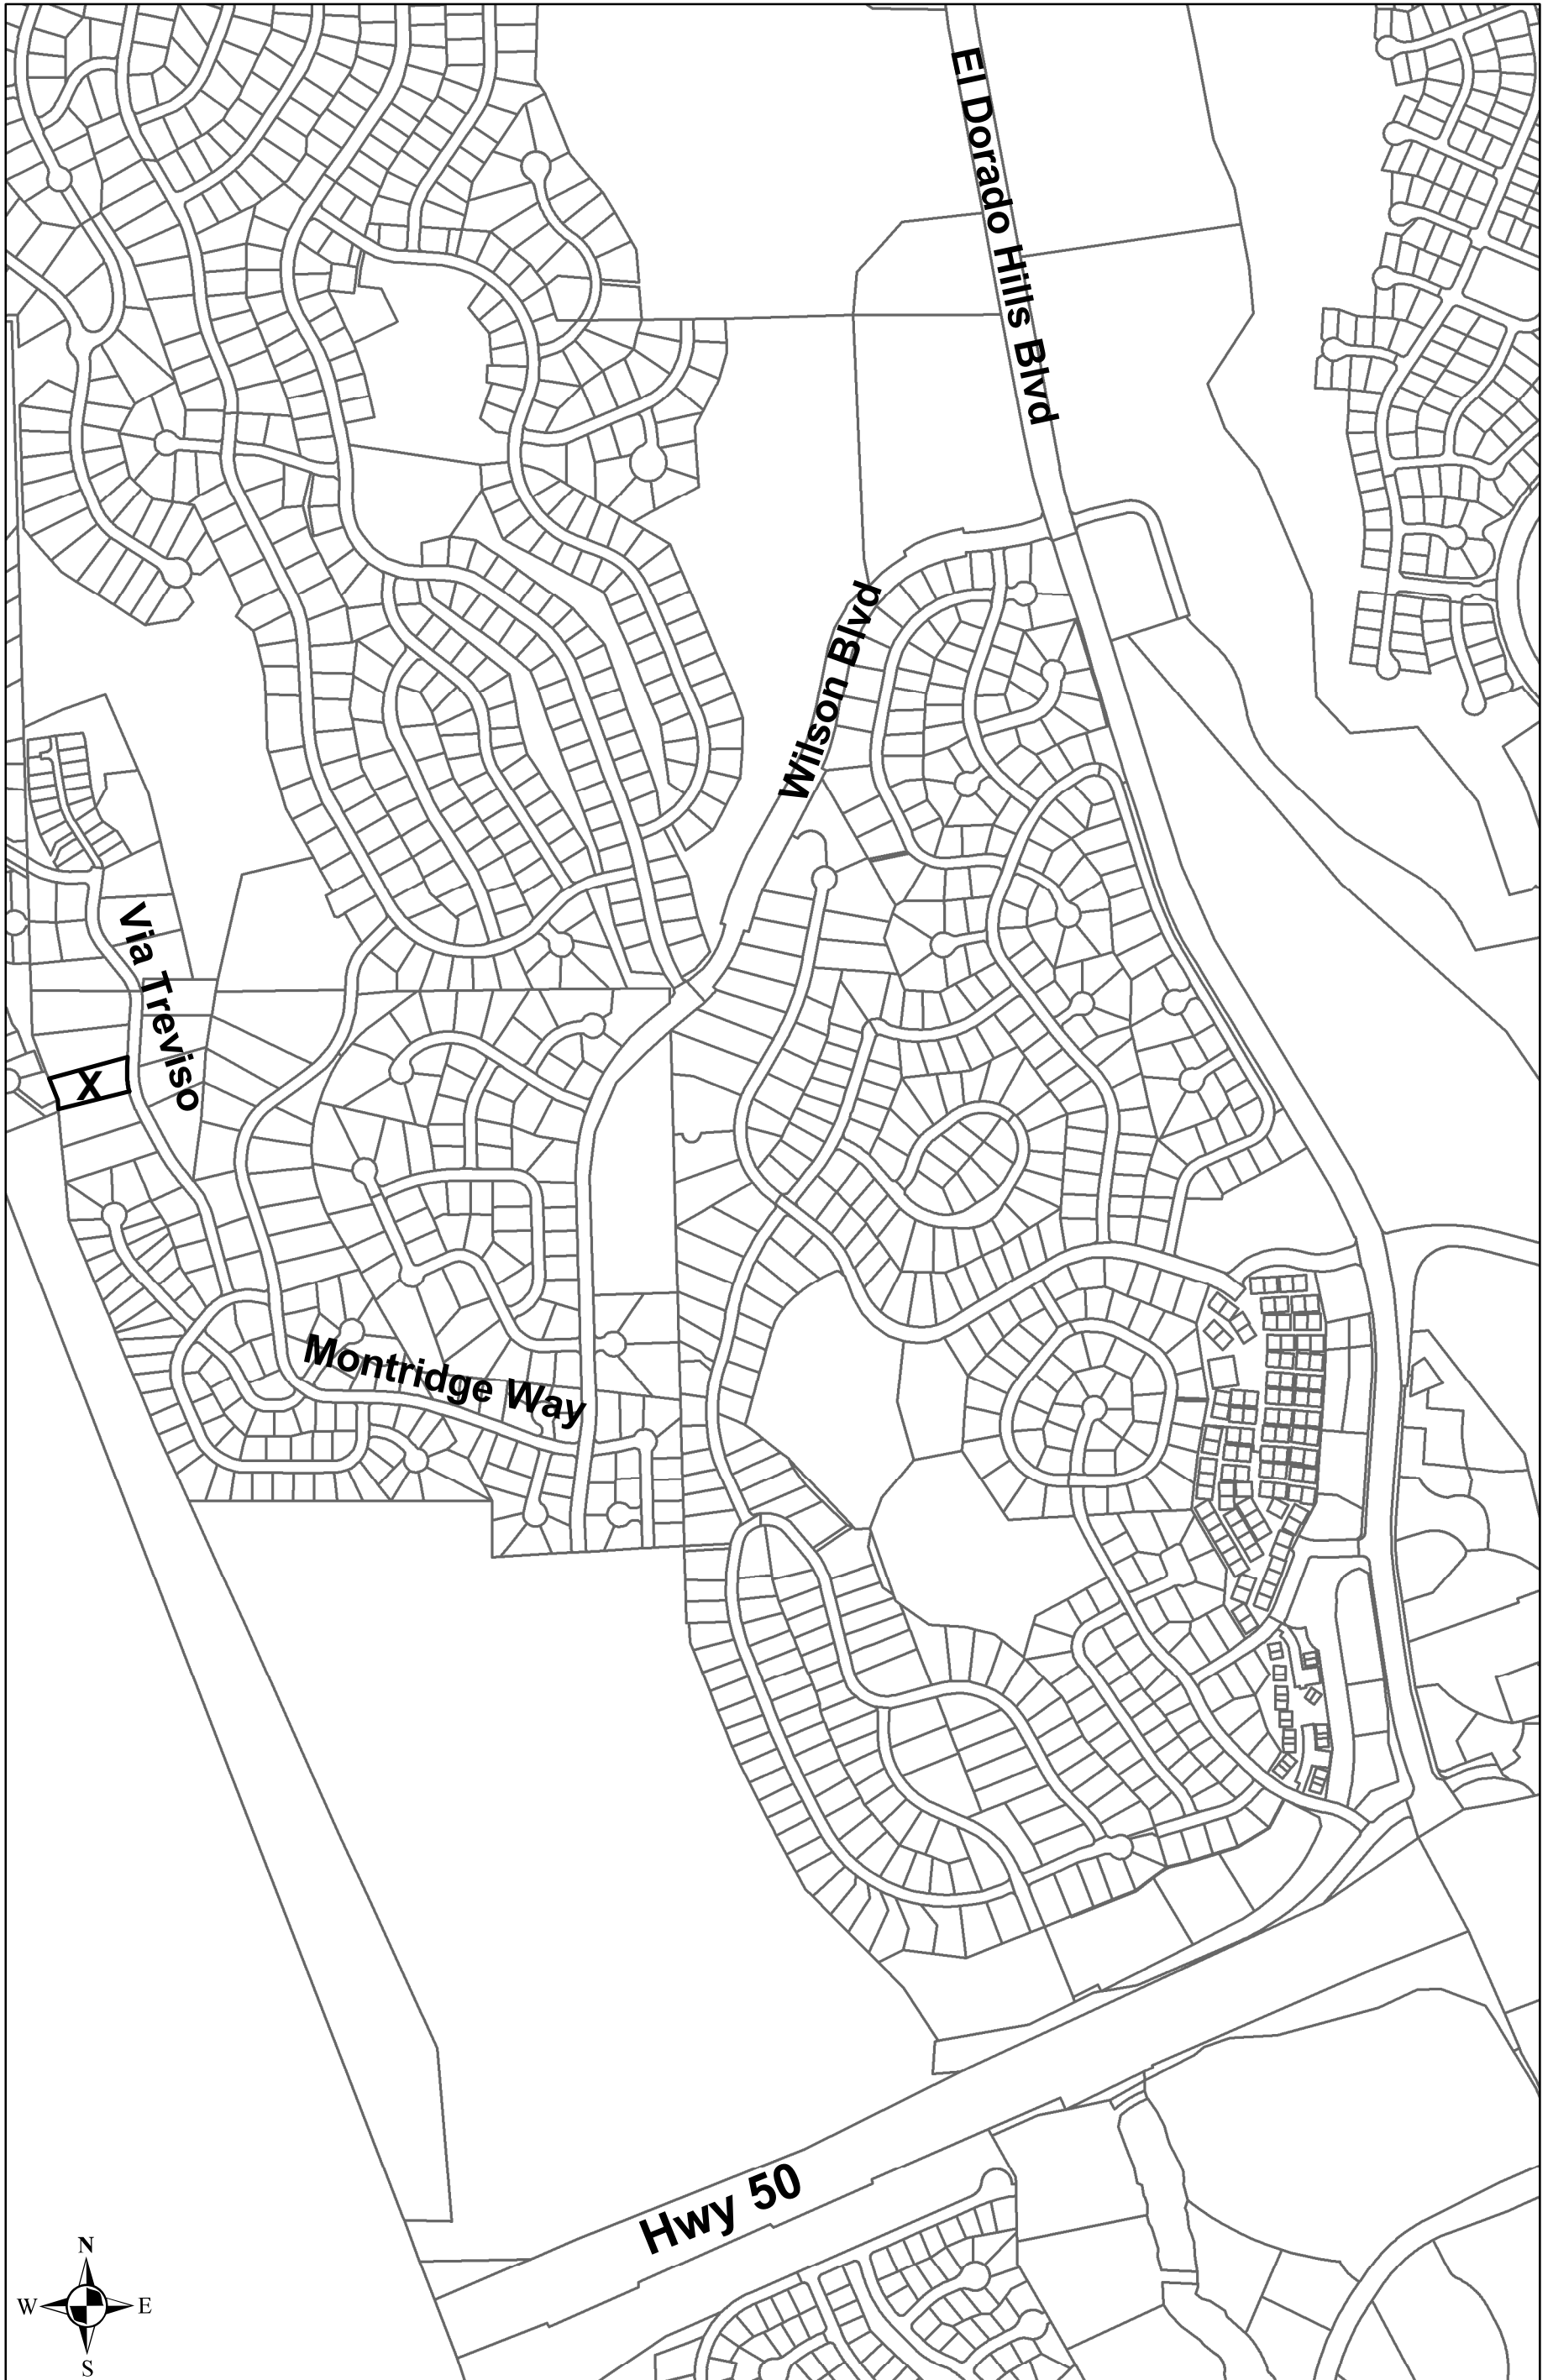 El Dorado Hills Blvd
Wilson Blvd
Via Treviso
X
Montridge Way
Hwy 50
N
W E
S